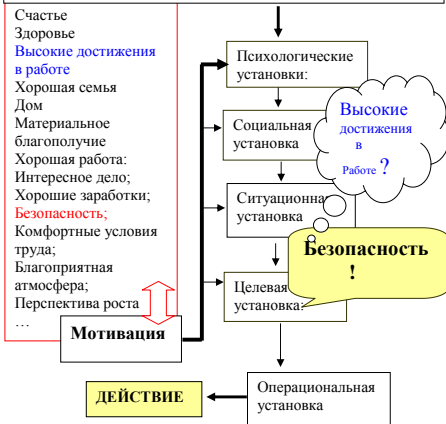 Счастье
Здоровье
Высокие достижения
в работе
Хорошая семья
Дом
Материальное
благополучие
Хорошая работа:
Интересное дело;
Хорошие заработки;
Безопасность;
Комфортные условия
труда;
Благоприятная
атмосфера;
Перспектива роста
…
Мотивация
Психологические
установки:
Социальная
установка
Ситуационная
установка
Целевая
установка:
Операциональная
установка
ДЕЙСТВИЕ
Высокие
достижения
в
Работе ?
Безопасность
!